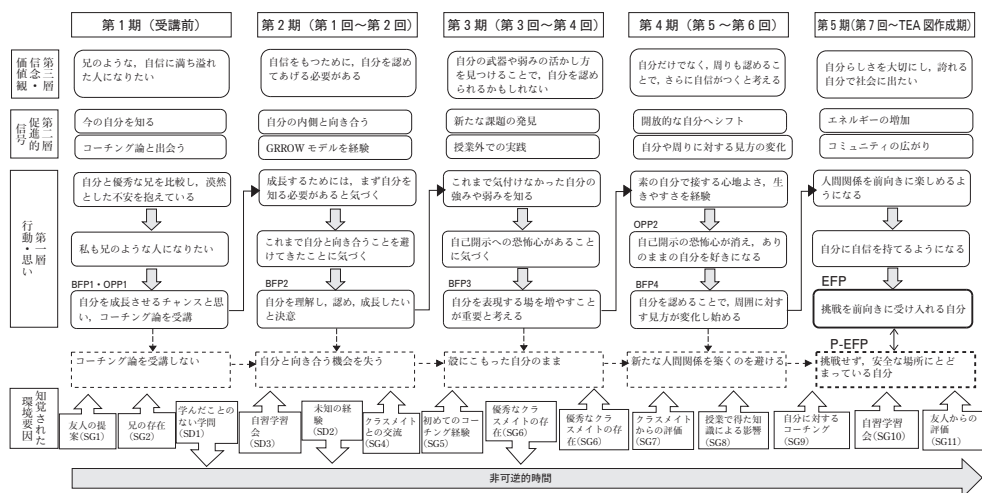 第1期（受講前）
第2期（第1回～第2回）
第3期（第3回～第4回）
第4期（第5～第6回）
第5期（第7回～TEA 図作成期）
第三層
信念・
価値観
兄のような，自信に満ち溢れ
た人になりたい
自信をもつために，自分を認め
てあげる必要がある
自分の武器や弱みの活かし方
を見つけることで，自分を認め
られるかもしれない
自分だけでなく，周りも認めるこ
とで，さらに自信がつくと考える
自分らしさを大切にし，誇れる
自分で社会に出たい
第二層
促進的
信号
今の自分を知る
コーチング論と出会う
自分の内側と向き合う
GRROW モデルを経験
新たな課題の発見
授業外での実践
開放的な自分へシフト
自分や周りに対する見方の変化
エネルギーの増加
コミュニティの広がり
第一層
行動・思い
自分と優秀な兄を比較し，漠然
とした不安を抱えている
私も兄のような人になりたい
BFP1・OPP1
自分を成長させるチャンスと思
い，コーチング論を受講
成長するためには，まず自分を
知る必要があると気づく
これまで自分と向き合うことを避
けてきたことに気づく
BFP2
自分を理解し，認め，成長したい
と決意
これまで気付けなかった自分の
強みや弱みを知る
自己開示への恐怖心があること
に気づく
BFP3
自分を表現する場を増やすこと
が重要と考える
素の自分で接する心地よさ，生
きやすさを経験
OPP2
自己開示の恐怖心が消え，あり
のままの自分を好きになる
BFP4
自分を認めることで，周囲に対す
す見方が変化し始める
人間関係を前向きに楽しめるよ
うになる
自分に自信を持てるようになる
EFP
挑戦を前向きに受け入れる自分
P-EFP
コーチング論を受講しない
自分と向き合う機会を失う
殻にこもった自分のまま
新たな人間関係を築くのを避ける
挑戦せず，安全な場所にとど
まっている自分
知覚された
環境要因
友人の提
案(SG1)
兄の存在
(SG2)
学んだことの
ない学問
(SD1)
自習学習
会
(SD3)
未知の経
験
(SD2)
クラスメイト
との交流
(SG4)
初めてのコ
ーチング経験
(SG5)
優秀なクラ
スメイトの存
在(SG6)
優秀なクラ
スメイトの存
在(SG6)
クラスメイト
からの評価
(SG7)
授業で得た知
識による影響
(SG8)
自分に対する
コーチング
(SG9)
自習学習
会(SG10)
友人からの
評価
(SG11)
非可逆的時間